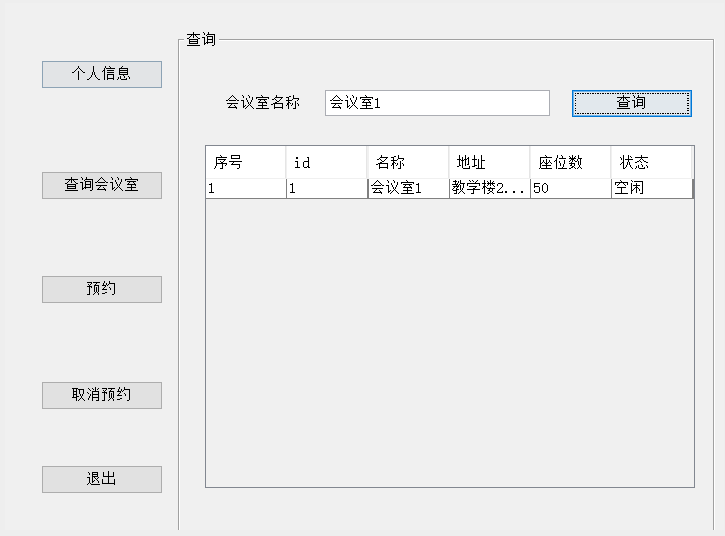 查询
个人信息
会议室名称 会议室1 查询
序号 id 名称 地址 座位数 状态
查询会议室
1 1 会议室1 教学楼2... 50 空闲
预约
取消预约
退出